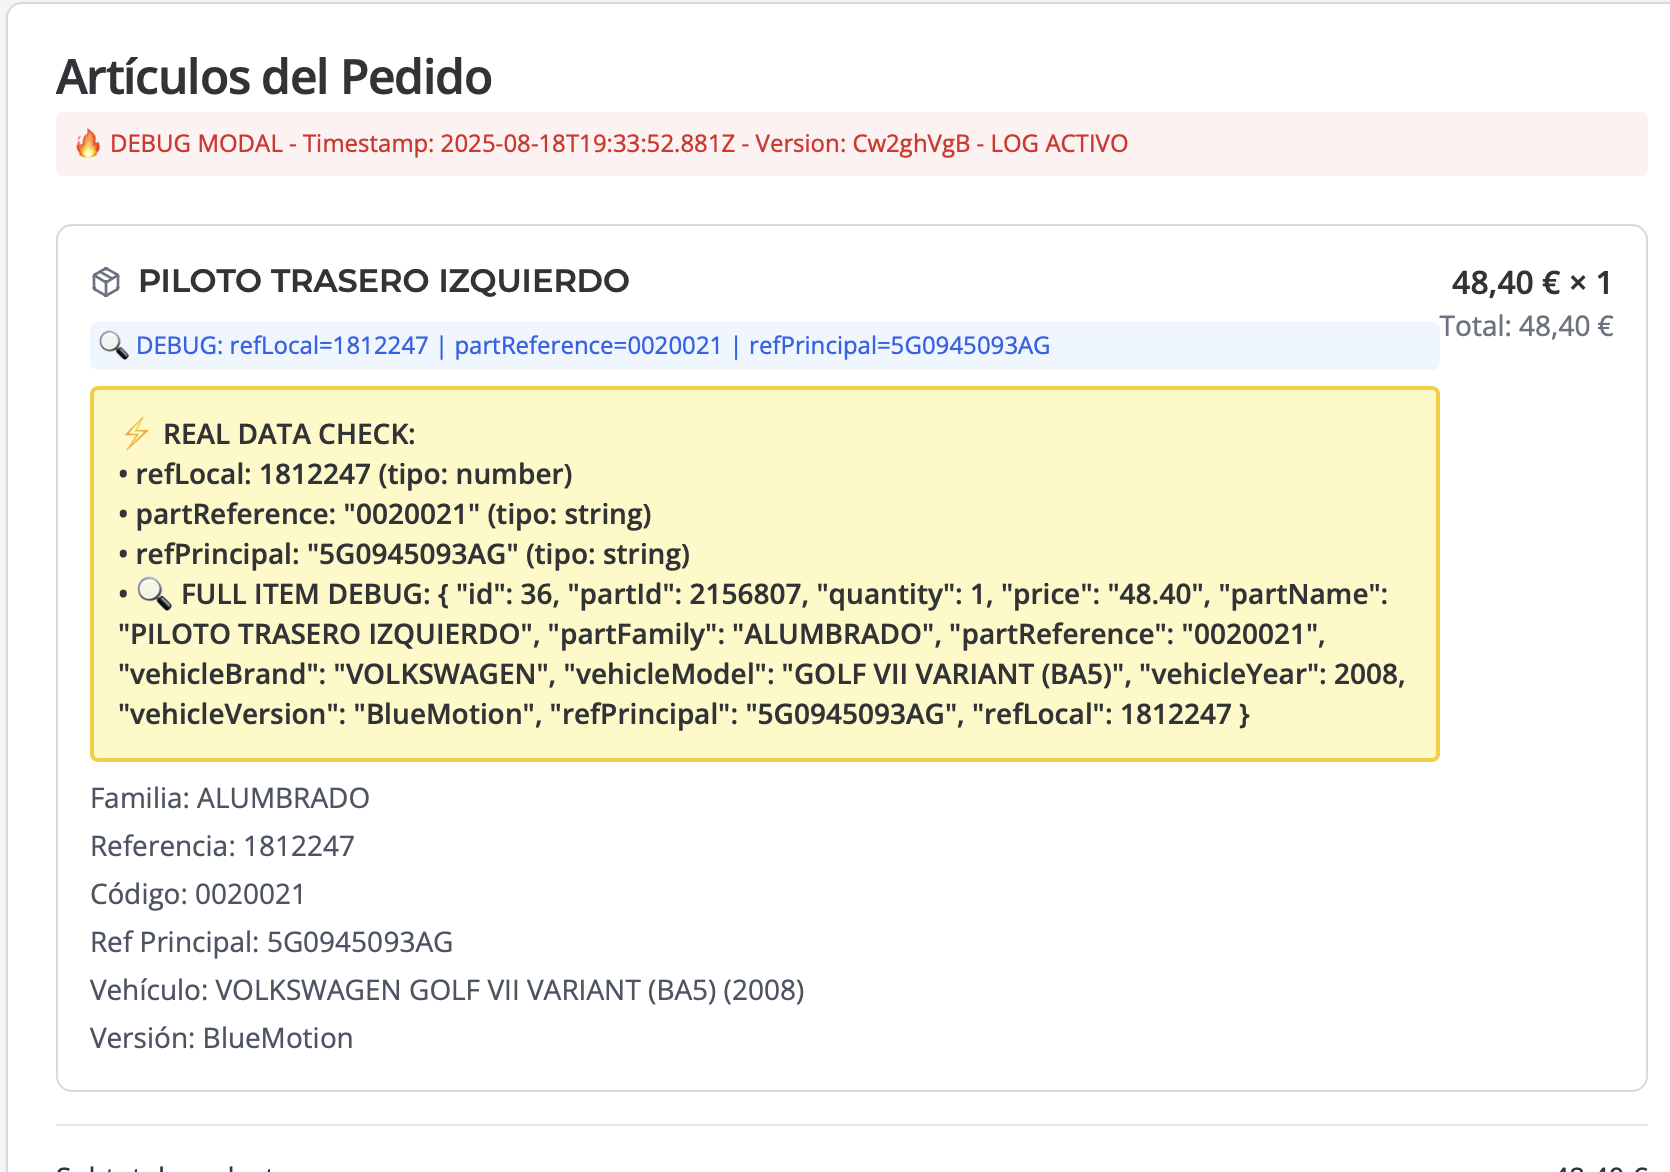 Artículos del Pedido
🔥 DEBUG MODAL - Timestamp: 2025-08-18T19:33:52.881Z - Version: Cw2ghVgB - LOG ACTIVO
PILOTO TRASERO IZQUIERDO
48,40 € × 1
Total: 48,40 €
🔍 DEBUG: refLocal=1812247 | partReference=0020021 | refPrincipal=5G0945093AG
⚡ REAL DATA CHECK:
• refLocal: 1812247 (tipo: number)
• partReference: "0020021" (tipo: string)
• refPrincipal: "5G0945093AG" (tipo: string)
• 🔍 FULL ITEM DEBUG: { "id": 36, "partId": 2156807, "quantity": 1, "price": "48.40", "partName":
"PILOTO TRASERO IZQUIERDO", "partFamily": "ALUMBRADO", "partReference": "0020021",
"vehicleBrand": "VOLKSWAGEN", "vehicleModel": "GOLF VII VARIANT (BA5)", "vehicleYear": 2008,
"vehicleVersion": "BlueMotion", "refPrincipal": "5G0945093AG", "refLocal": 1812247 }
Familia: ALUMBRADO
Referencia: 1812247
Código: 0020021
Ref Principal: 5G0945093AG
Vehículo: VOLKSWAGEN GOLF VII VARIANT (BA5) (2008)
Versión: BlueMotion